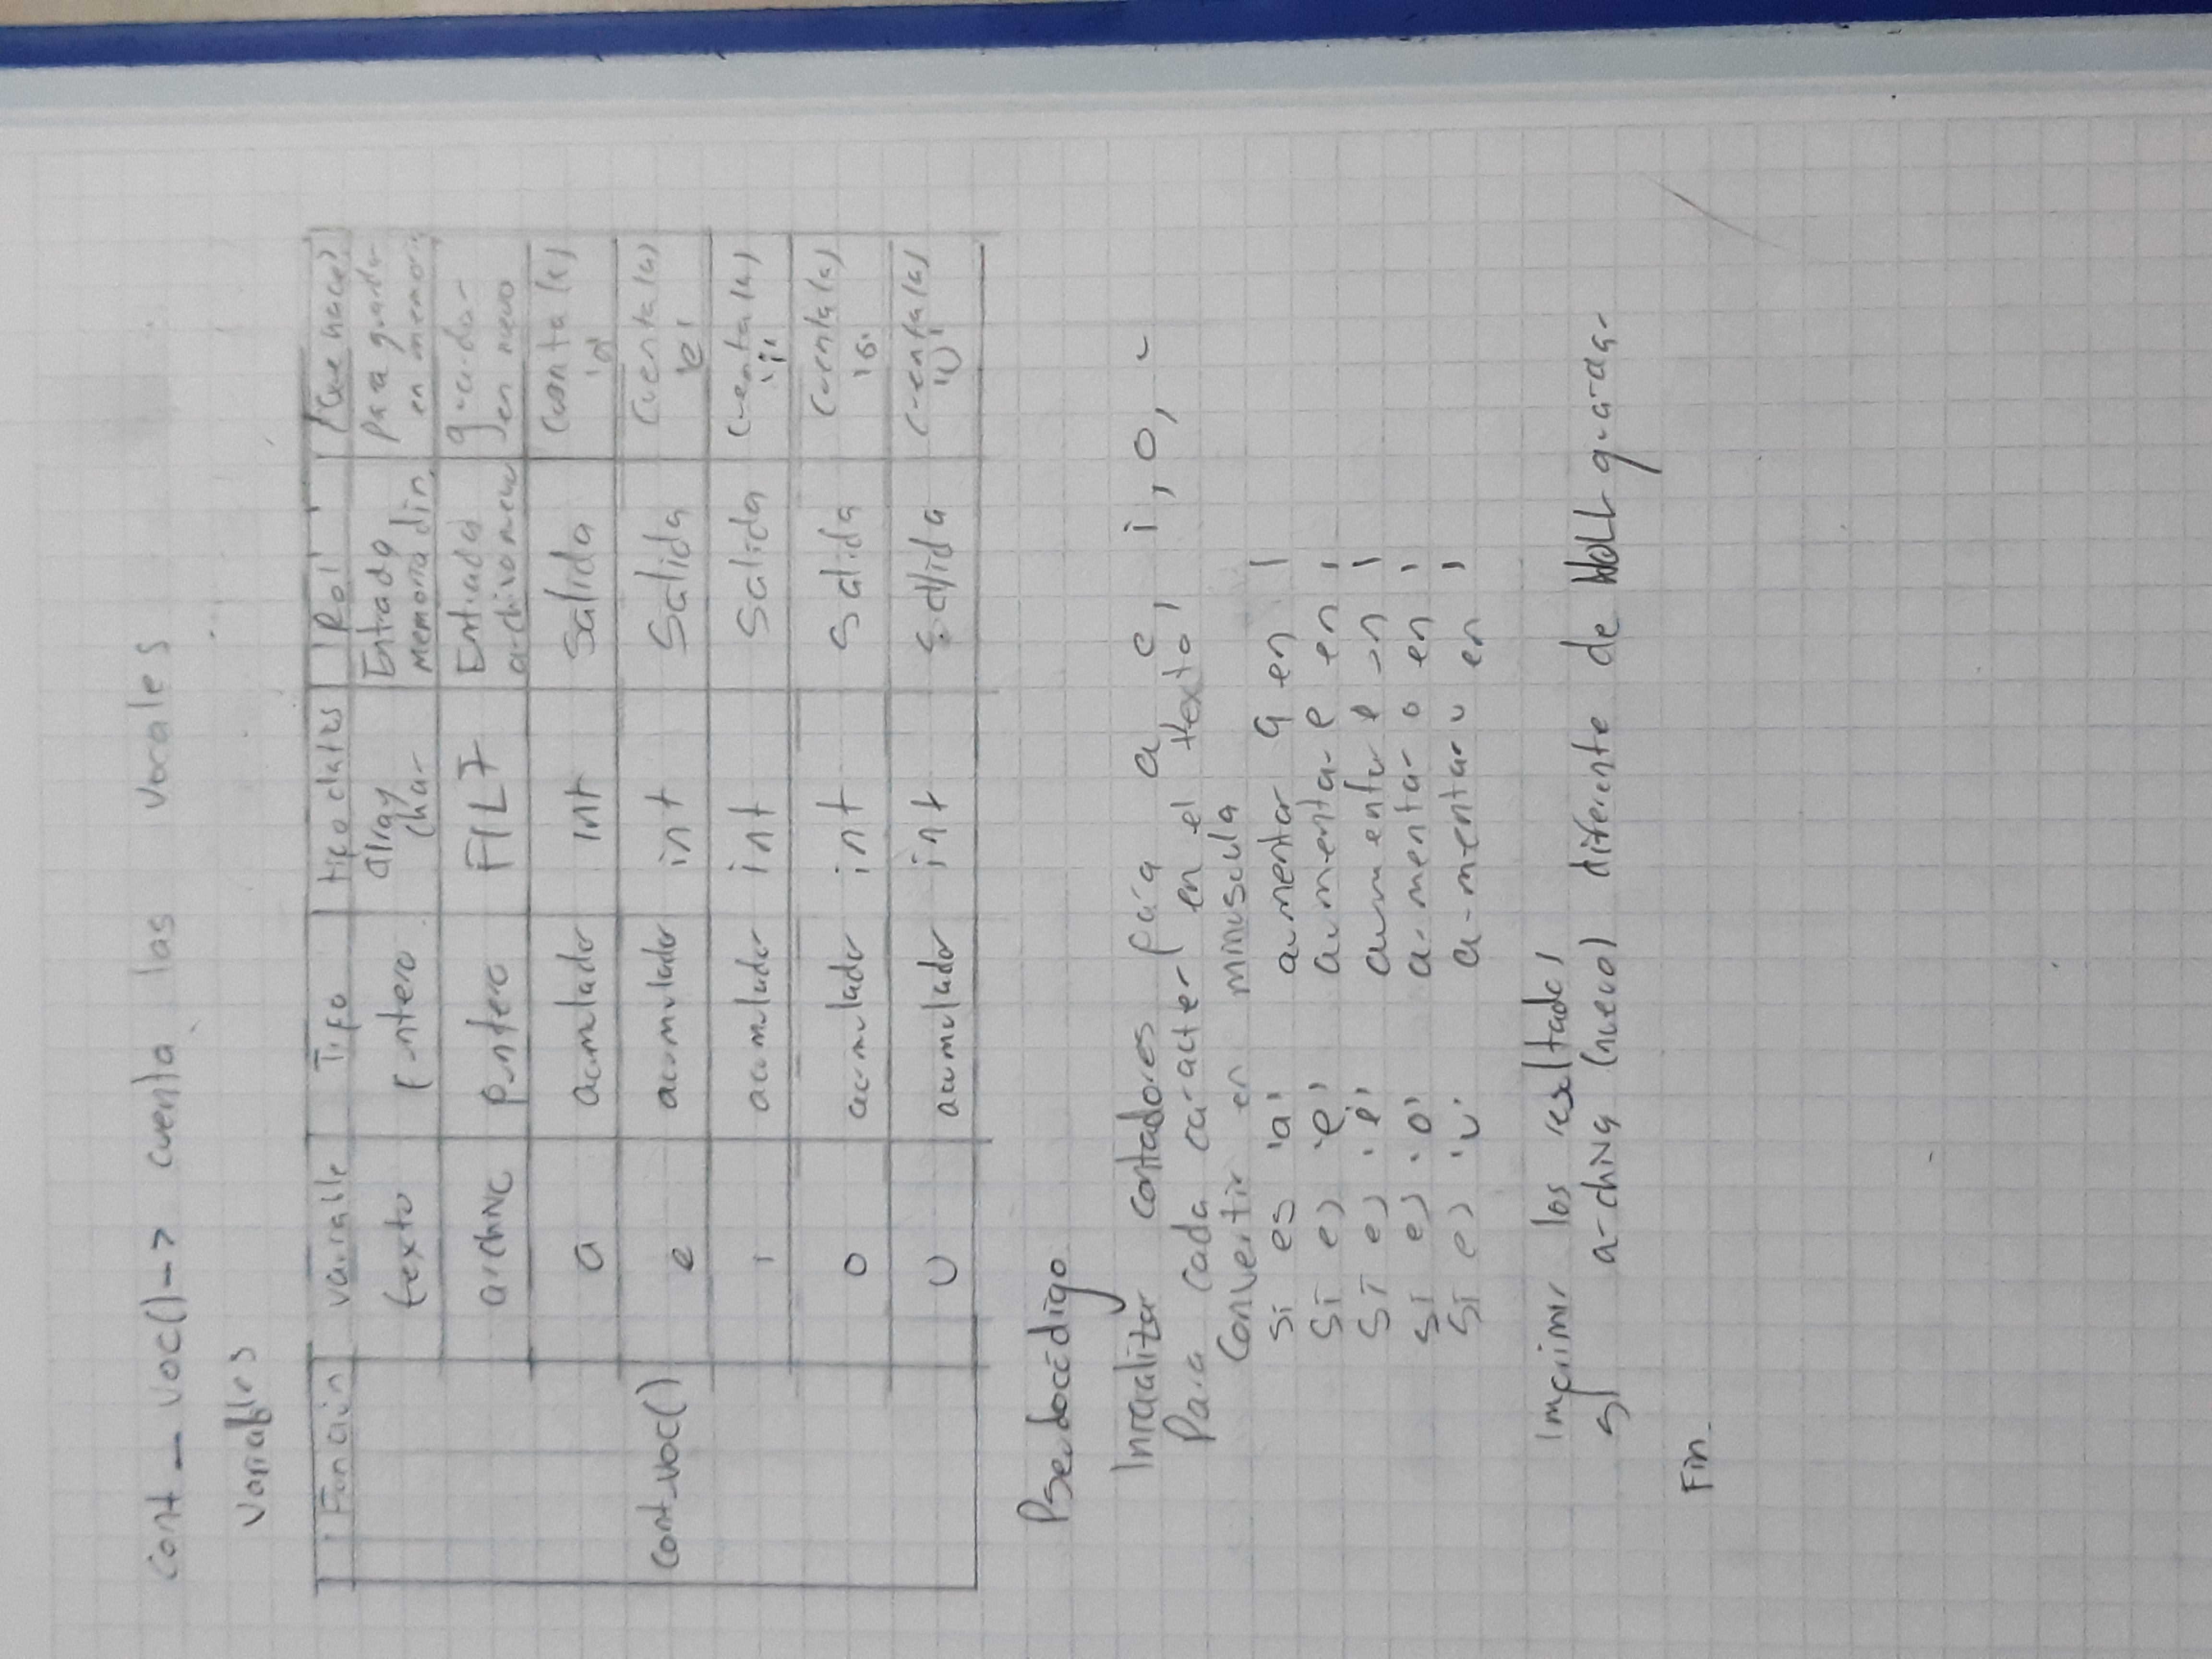 cont_voc()-> cuenta las vocales
Variables
Función variable Tipo tipo datos Rol ¿Que hace?
texto puntero array char Entrada, memoria din. para guardar en memoria
archivo puntero FILE Entrada archivo nuevo guardar en nuevo
a acumulador int Salida cuenta la(s) 'a'
cont_voc() e acumulador int Salida cuenta la(s) 'e'
i acumulador int Salida cuenta la(s) 'i'
o acumulador int Salida cuenta la(s) 'o'
u acumulador int Salida cuenta la(s) 'u'
Pseudocódigo
Inicializar contadores para a, e, i, o, u
Para cada caracter en el texto
Convertir en minuscula
si es 'a' aumentar a en 1
si es 'e' aumentar e en 1
si es 'i' aumentar i en 1
si es 'o' aumentar o en 1
si es 'u' aumentar u en 1
Imprimir los resultados
si archivo (nuevo) diferente de NULL guardar
Fin.